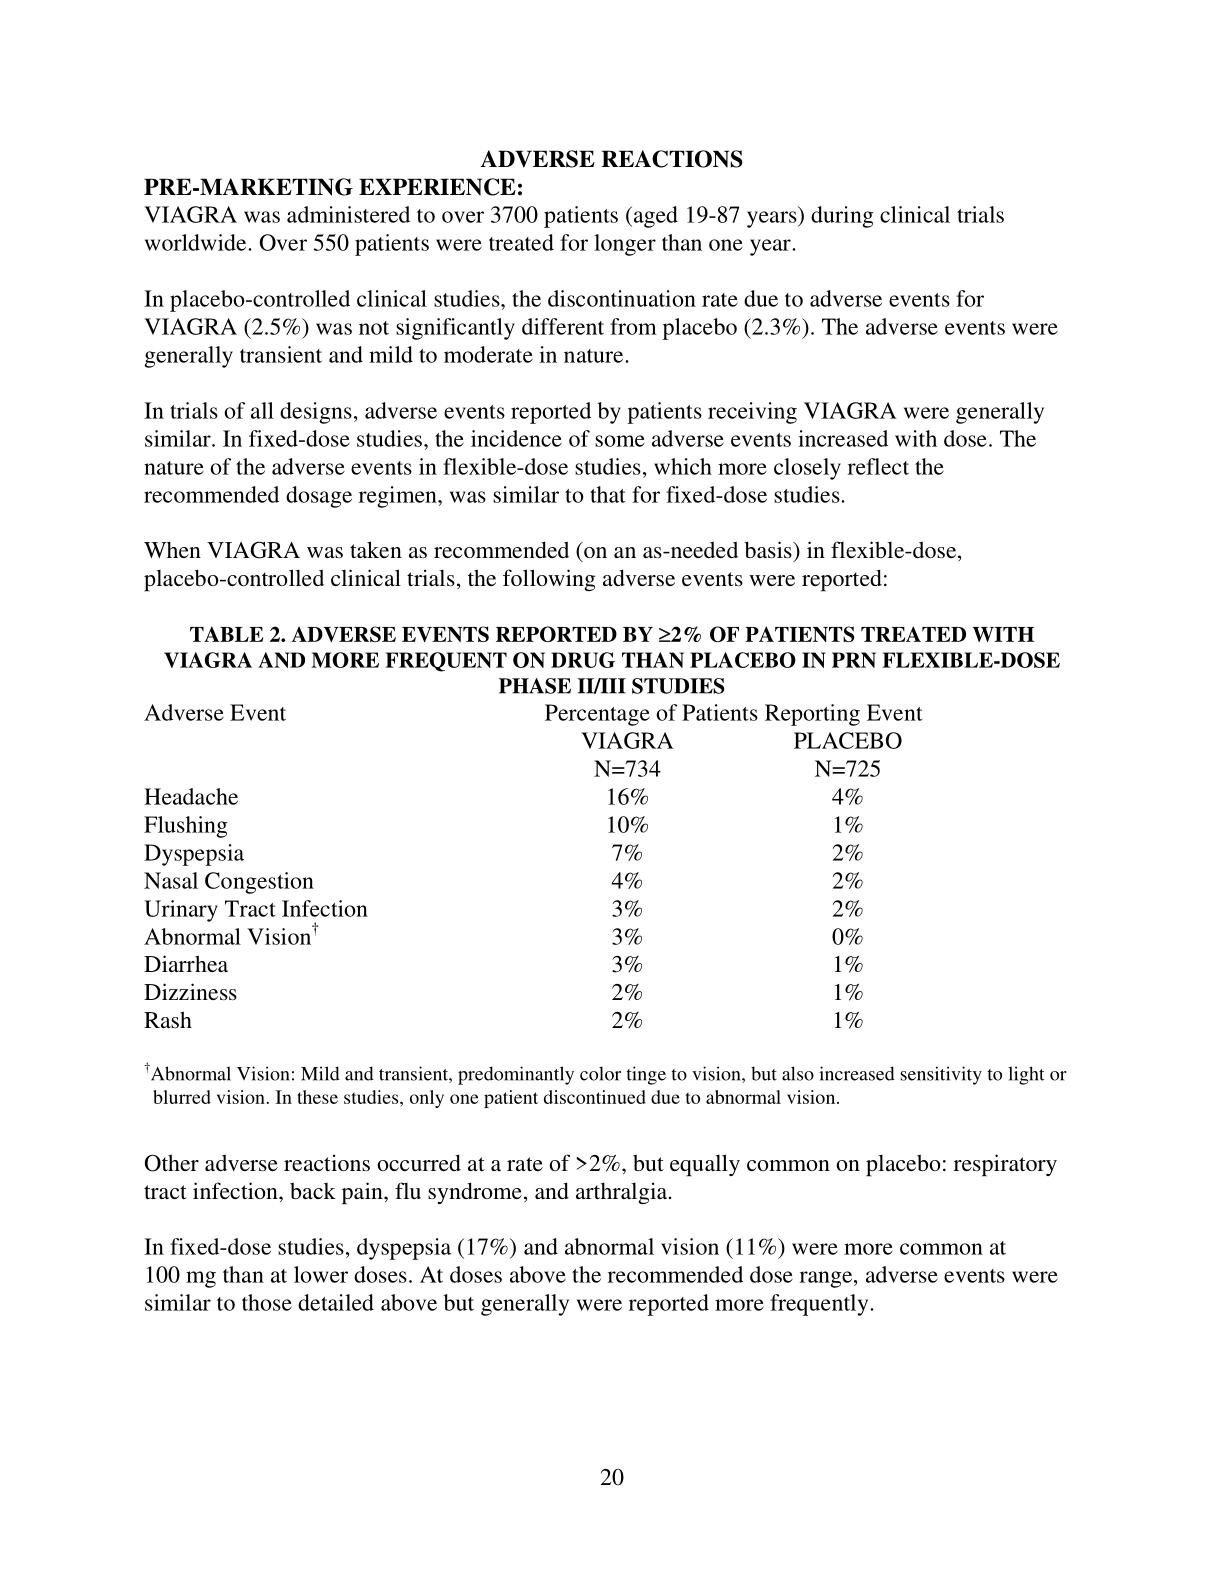 ADVERSE REACTIONS
PRE-MARKETING EXPERIENCE:
VIAGRA was administered to over 3700 patients (aged 19-87 years) during clinical trials
worldwide. Over 550 patients were treated for longer than one year.
In placebo-controlled clinical studies, the discontinuation rate due to adverse events for
VIAGRA (2.5%) was not significantly different from placebo (2.3%). The adverse events were
generally transient and mild to moderate in nature.
In trials of all designs, adverse events reported by patients receiving VIAGRA were generally
similar. In fixed-dose studies, the incidence of some adverse events increased with dose. The
nature of the adverse events in flexible-dose studies, which more closely reflect the
recommended dosage regimen, was similar to that for fixed-dose studies.
When VIAGRA was taken as recommended (on an as-needed basis) in flexible-dose,
placebo-controlled clinical trials, the following adverse events were reported:
TABLE 2. ADVERSE EVENTS REPORTED BY ≥2% OF PATIENTS TREATED WITH
VIAGRA AND MORE FREQUENT ON DRUG THAN PLACEBO IN PRN FLEXIBLE-DOSE
PHASE II/III STUDIES
Adverse Event Percentage of Patients Reporting Event
VIAGRA PLACEBO
N=734 N=725
Headache 16% 4%
Flushing 10% 1%
Dyspepsia 7% 2%
Nasal Congestion 4% 2%
Urinary Tract Infection 3% 2%
Abnormal Vision† 3% 0%
Diarrhea 3% 1%
Dizziness 2% 1%
Rash 2% 1%
†Abnormal Vision: Mild and transient, predominantly color tinge to vision, but also increased sensitivity to light or
blurred vision. In these studies, only one patient discontinued due to abnormal vision.
Other adverse reactions occurred at a rate of >2%, but equally common on placebo: respiratory
tract infection, back pain, flu syndrome, and arthralgia.
In fixed-dose studies, dyspepsia (17%) and abnormal vision (11%) were more common at
100 mg than at lower doses. At doses above the recommended dose range, adverse events were
similar to those detailed above but generally were reported more frequently.
20